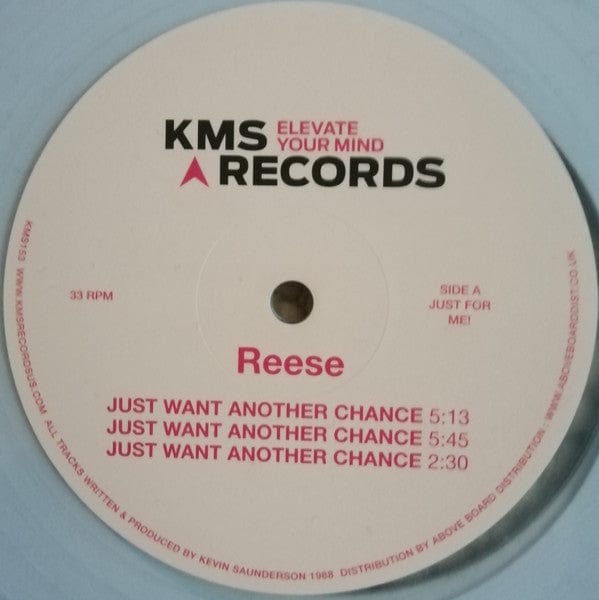 KMS ELEVATE
YOUR MIND
RECORDS
33 RPM
SIDE A
JUST FOR
ME!
Reese
JUST WANT ANOTHER CHANCE 5:13
JUST WANT ANOTHER CHANCE 5:45
JUST WANT ANOTHER CHANCE 2:30
KMS153 WWW.KMSRECORDSUS.COM ALL TRACKS WRITTEN & PRODUCED BY KEVIN SAUNDERSON 1988 DISTRIBUTION BY ABOVE BOARD DISTRIBUTION : WWW.ABOVEBOARDDIST.CO.UK